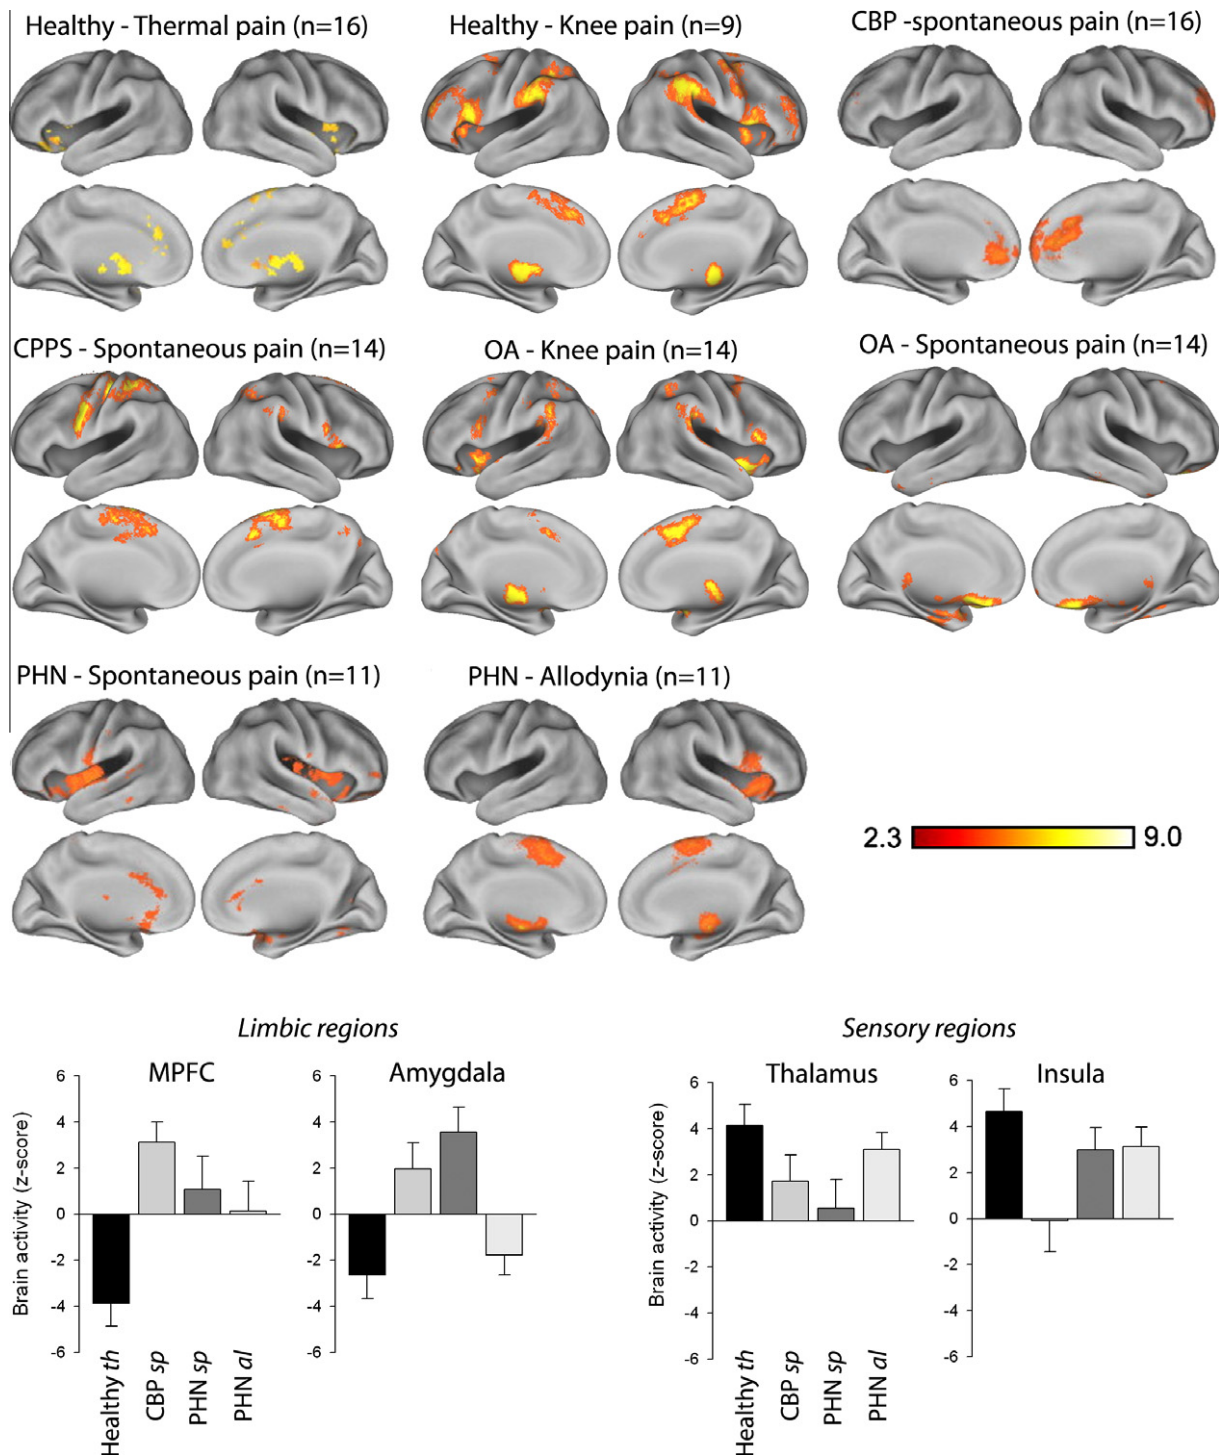 Healthy - Thermal pain (n=16)
Healthy - Knee pain (n=9)
CBP -spontaneous pain (n=16)
CPPS - Spontaneous pain (n=14)
OA - Knee pain (n=14)
OA - Spontaneous pain (n=14)
PHN - Spontaneous pain (n=11)
PHN - Allodynia (n=11)
2.3 9.0
Limbic regions
Sensory regions
MPFC
Amygdala
Thalamus
Insula
Brain activity (z-score)
6
4
2
0
-2
-4
-6
6
4
2
0
-2
-4
-6
Brain activity (z-score)
6
4
2
0
-2
-4
-6
6
4
2
0
-2
-4
-6
Healthy th
CBP sp
PHN sp
PHN al
Healthy th
CBP sp
PHN sp
PHN al